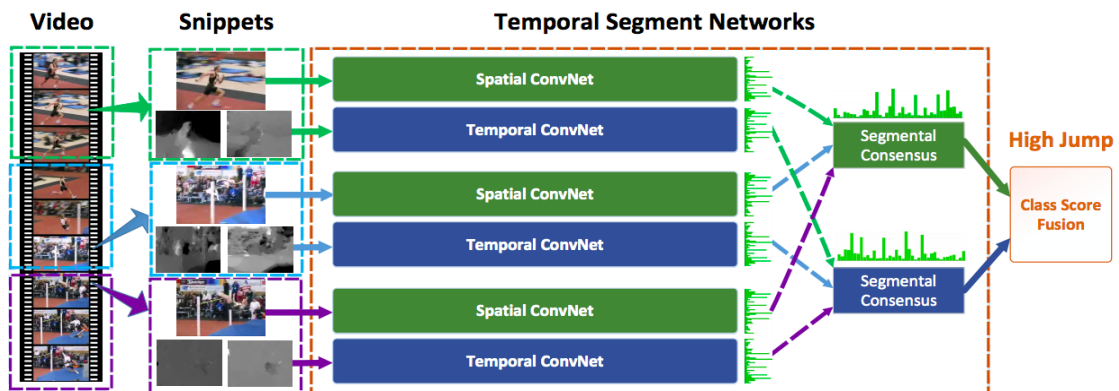 Video
Snippets
Temporal Segment Networks
Spatial ConvNet
Temporal ConvNet
Spatial ConvNet
Temporal ConvNet
Spatial ConvNet
Temporal ConvNet
Segmental
Consensus
Segmental
Consensus
High Jump
Class Score
Fusion